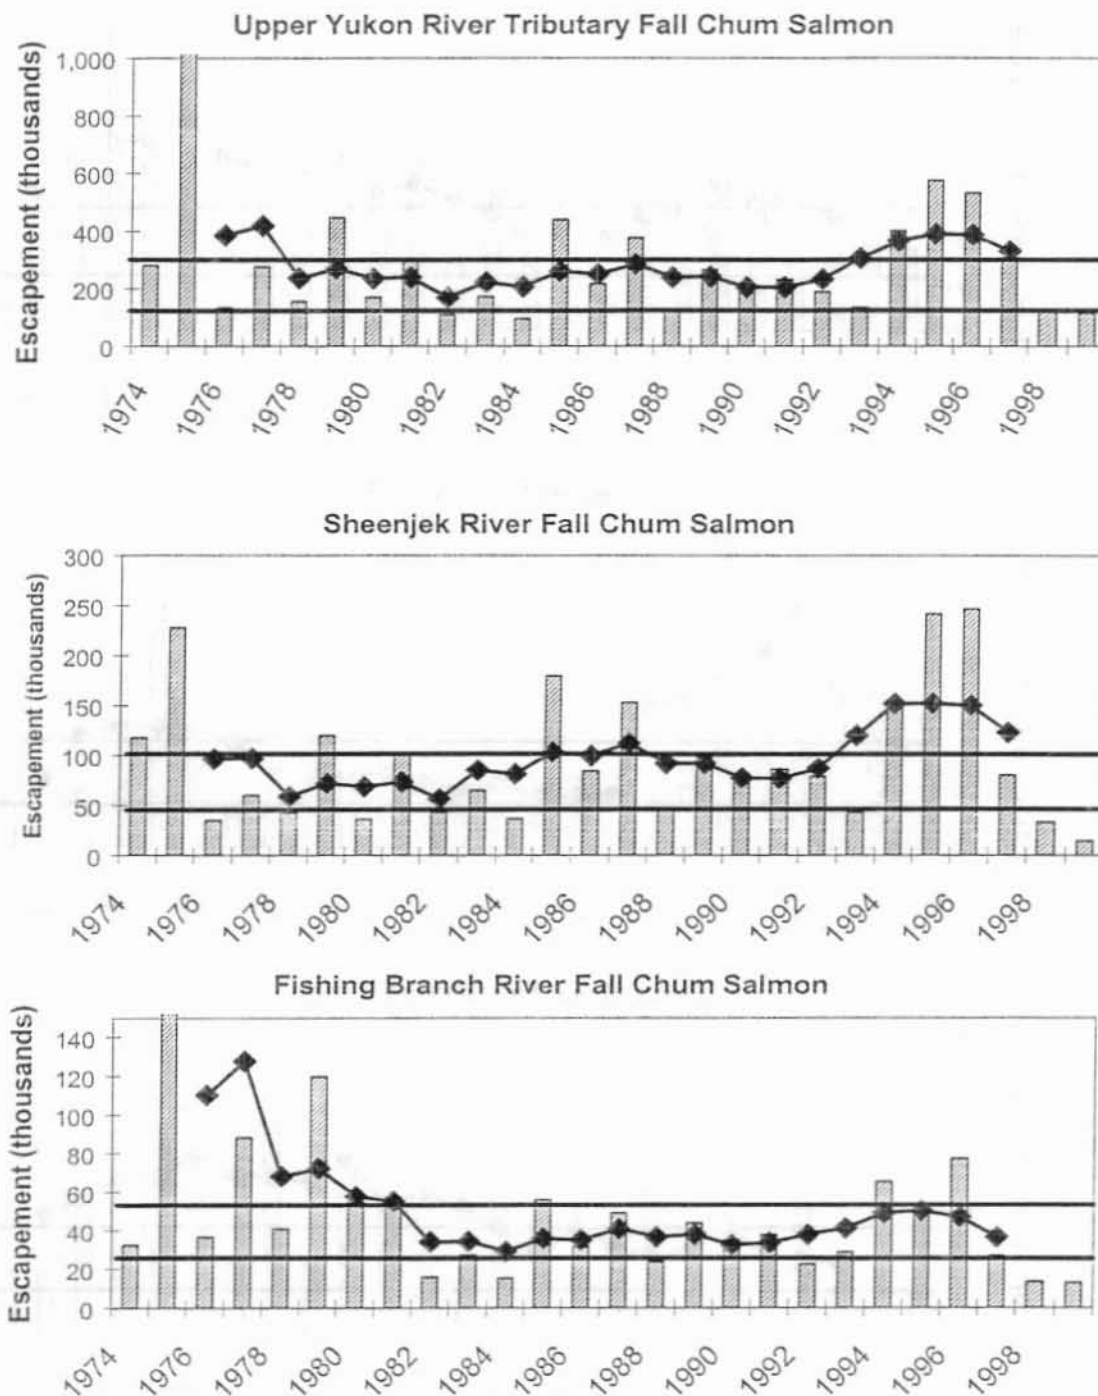 Upper Yukon River Tributary Fall Chum Salmon
Escapement (thousands)
1,000
800
600
400
200
0
1974 1976 1978 1980 1982 1984 1986 1988 1990 1992 1994 1996 1998
Sheenjek River Fall Chum Salmon
Escapement (thousands)
300
250
200
150
100
50
0
1974 1976 1978 1980 1982 1984 1986 1988 1990 1992 1994 1996 1998
Fishing Branch River Fall Chum Salmon
Escapement (thousands)
140
120
100
80
60
40
20
0
1974 1976 1978 1980 1982 1984 1986 1988 1990 1992 1994 1996 1998